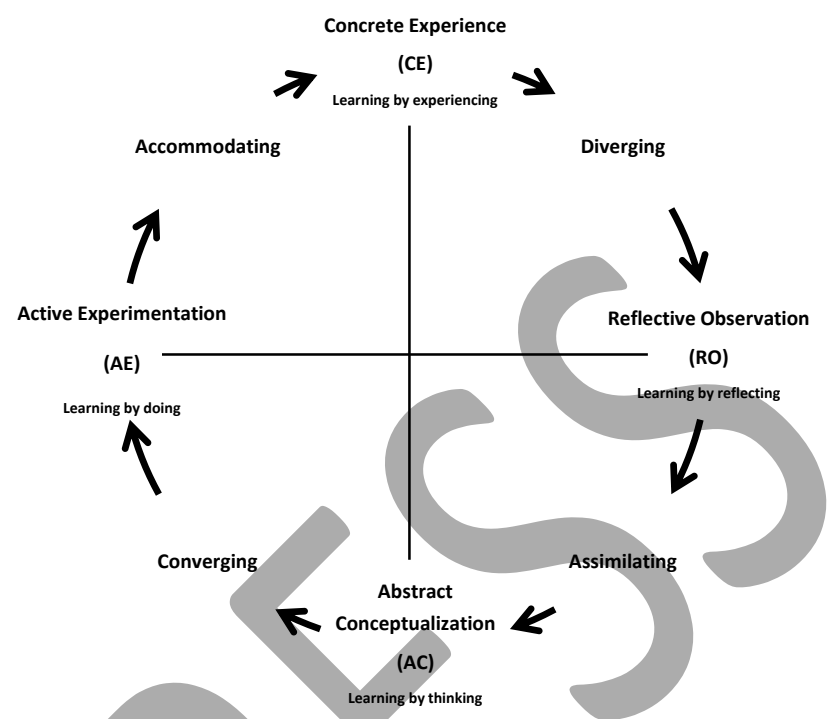 Concrete Experience
(CE)
Learning by experiencing
Accommodating
Diverging
Active Experimentation
(AE)
Learning by doing
Reflective Observation
(RO)
Learning by reflecting
Converging
Assimilating
Abstract
Conceptualization
(AC)
Learning by thinking